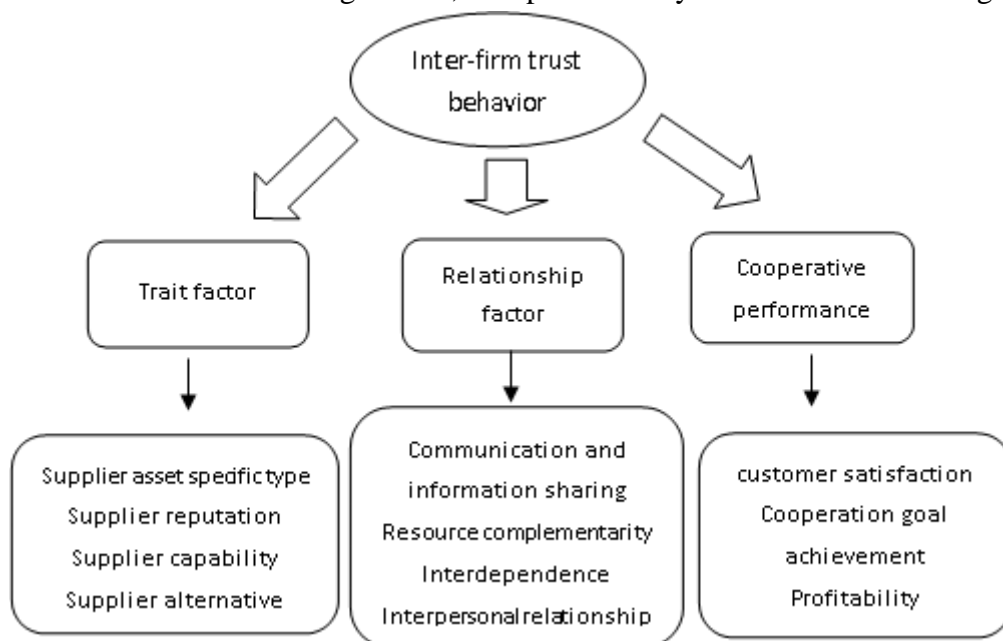 Inter-firm trust
behavior
Trait factor
Relationship
factor
Cooperative
performance
Supplier asset specific type
Supplier reputation
Supplier capability
Supplier alternative
Communication and
information sharing
Resource complementarity
Interdependence
Interpersonal relationship
customer satisfaction
Cooperation goal
achievement
Profitability